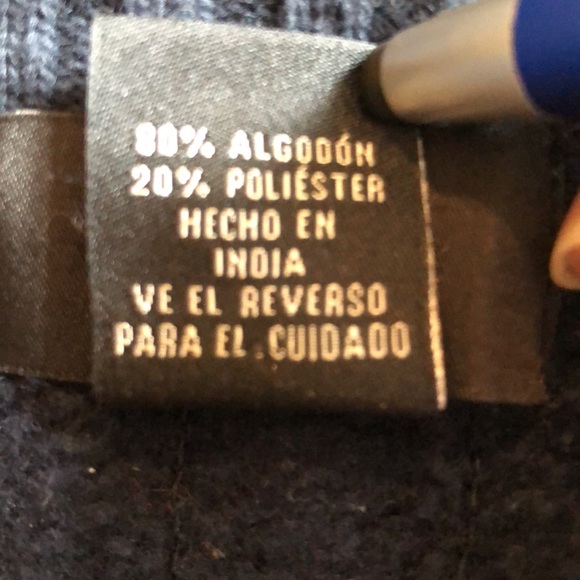 80% ALGODÓN
20% POLIÉSTER
HECHO EN
INDIA
VE EL REVERSO
PARA EL CUIDADO